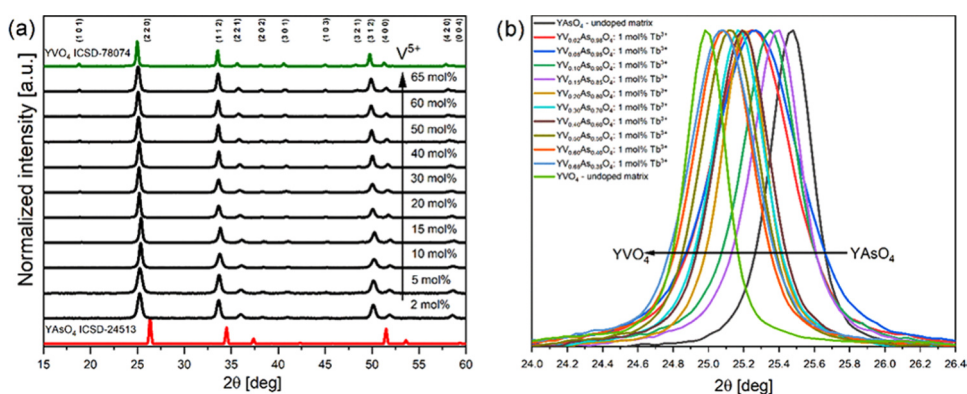 (a)
(1 0 1)
(2 2 0)
(1 1 2)
(2 2 1)
(2 0 2)
(3 0 1)
(1 0 3)
(3 2 1)
(3 1 2)
(4 0 0)
(4 2 0)
(0 0 4)
YVO₄ ICSD-78074
V⁵⁺
65 mol%
60 mol%
50 mol%
40 mol%
30 mol%
20 mol%
15 mol%
10 mol%
5 mol%
2 mol%
YAsO₄ ICSD-24513
Normalized intensity [a.u.]
15 20 25 30 35 40 45 50 55 60
2θ [deg]
(b)
YAsO₄ - undoped matrix
YV₀.₀₂As₀.₉₈O₄: 1 mol% Tb³⁺
YV₀.₀₅As₀.₉₅O₄: 1 mol% Tb³⁺
YV₀.₁₀As₀.₉₀O₄: 1 mol% Tb³⁺
YV₀.₁₅As₀.₈₅O₄: 1 mol% Tb³⁺
YV₀.₂₀As₀.₈₀O₄: 1 mol% Tb³⁺
YV₀.₃₀As₀.₇₀O₄: 1 mol% Tb³⁺
YV₀.₄₀As₀.₆₀O₄: 1 mol% Tb³⁺
YV₀.₅₀As₀.₅₀O₄: 1 mol% Tb³⁺
YV₀.₆₀As₀.₄₀O₄: 1 mol% Tb³⁺
YV₀.₆₅As₀.₃₅O₄: 1 mol% Tb³⁺
YVO₄ - undoped matrix
YVO₄
YAsO₄
24.0 24.2 24.4 24.6 24.8 25.0 25.2 25.4 25.6 25.8 26.0 26.2 26.4
2θ [deg]